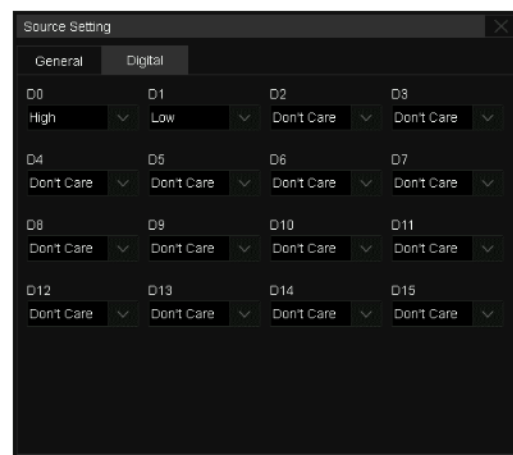 Source Setting
General Digital
D0 D1 D2 D3
High Low Don't Care Don't Care
D4 D5 D6 D7
Don't Care Don't Care Don't Care Don't Care
D8 D9 D10 D11
Don't Care Don't Care Don't Care Don't Care
D12 D13 D14 D15
Don't Care Don't Care Don't Care Don't Care